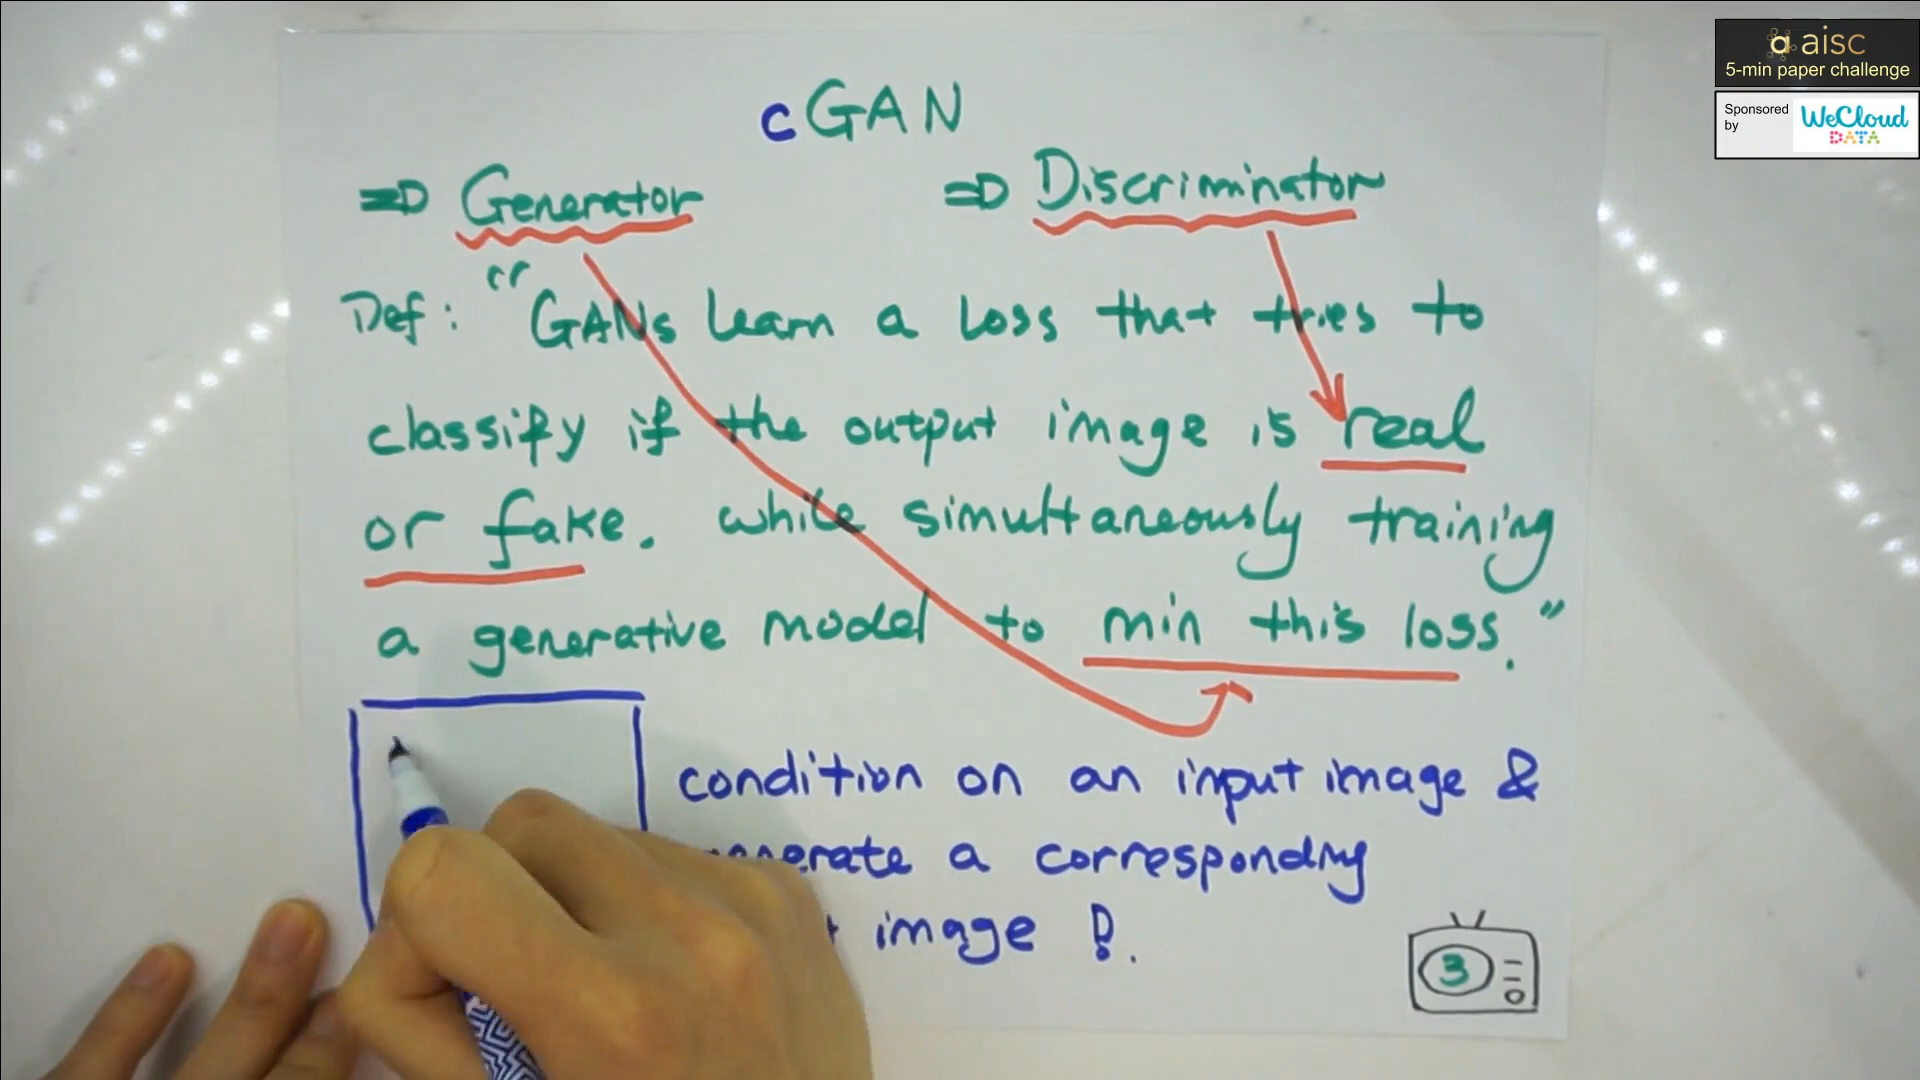 cGAN
⇒ Generator ⇒ Discriminator
Def: "GANs learn a loss that tries to
classify if the output image is real
or fake. while simultaneously training
a generative model to min this loss."
condition on an input image &
a corresponding
image !.
3
aisc
5-min paper challenge
Sponsored
by
WeCloud
DATA